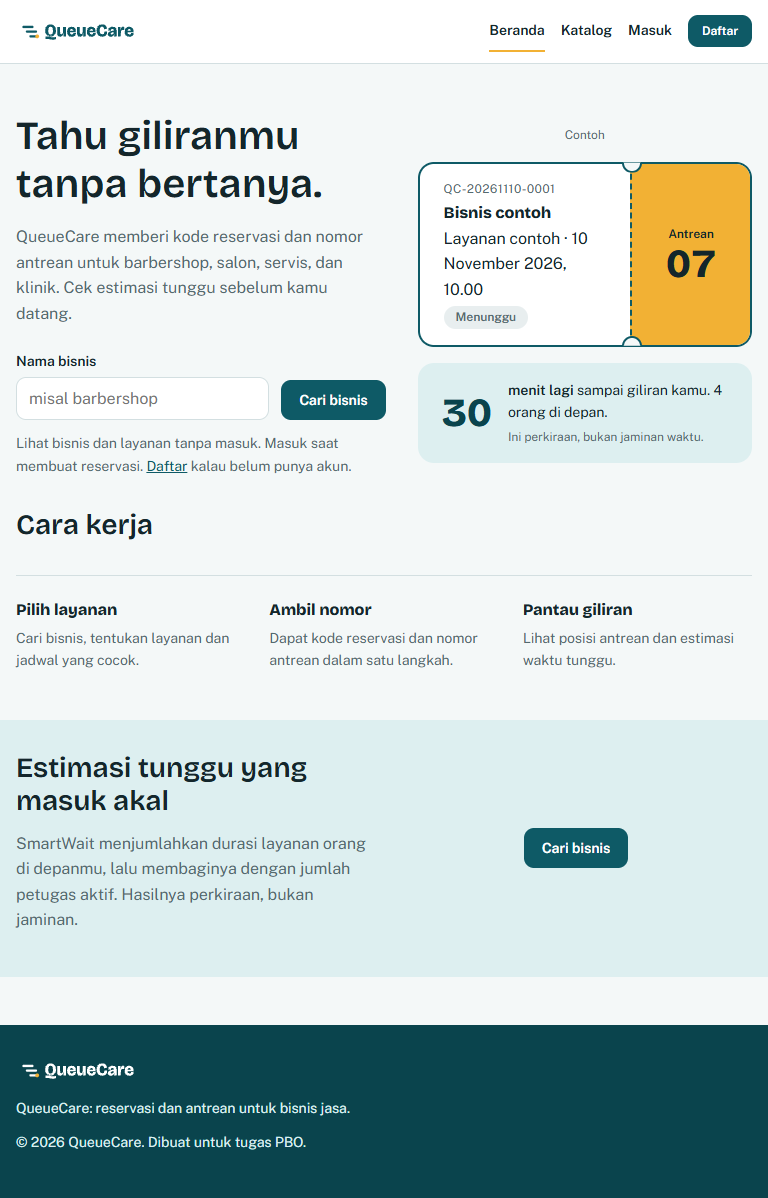 QueueCare
Beranda
Katalog
Masuk
Daftar
Tahu giliranmu
tanpa bertanya.
QueueCare memberi kode reservasi dan nomor
antrean untuk barbershop, salon, servis, dan
klinik. Cek estimasi tunggu sebelum kamu
datang.
Nama bisnis
misal barbershop
Cari bisnis
Lihat bisnis dan layanan tanpa masuk. Masuk saat
membuat reservasi. Daftar kalau belum punya akun.
Contoh
QC-20261110-0001
Bisnis contoh
Layanan contoh · 10
November 2026,
10.00
Menunggu
Antrean
07
30
menit lagi sampai giliran kamu. 4
orang di depan.
Ini perkiraan, bukan jaminan waktu.
Cara kerja
Pilih layanan
Cari bisnis, tentukan layanan dan
jadwal yang cocok.
Ambil nomor
Dapat kode reservasi dan nomor
antrean dalam satu langkah.
Pantau giliran
Lihat posisi antrean dan estimasi
waktu tunggu.
Estimasi tunggu yang
masuk akal
SmartWait menjumlahkan durasi layanan orang
di depanmu, lalu membaginya dengan jumlah
petugas aktif. Hasilnya perkiraan, bukan
jaminan.
Cari bisnis
QueueCare
QueueCare: reservasi dan antrean untuk bisnis jasa.
© 2026 QueueCare. Dibuat untuk tugas PBO.